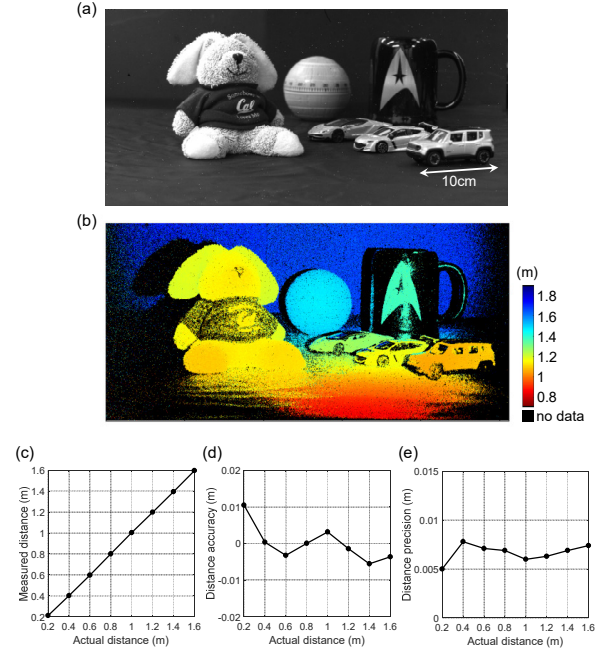 (a)
Cal
10cm
(b)
(m)
1.8
1.6
1.4
1.2
1
0.8
no data
(c)
(d)
(e)
1.6
1.4
1.2
1
0.8
0.6
0.4
0.2
Measured distance (m)
0.2 0.4 0.6 0.8 1 1.2 1.4 1.6
Actual distance (m)
0.02
0.01
0
-0.01
-0.02
Distance accuracy (m)
0.2 0.4 0.6 0.8 1 1.2 1.4 1.6
Actual distance (m)
0.015
0.01
0.005
0
Distance precision (m)
0.2 0.4 0.6 0.8 1 1.2 1.4 1.6
Actual distance (m)